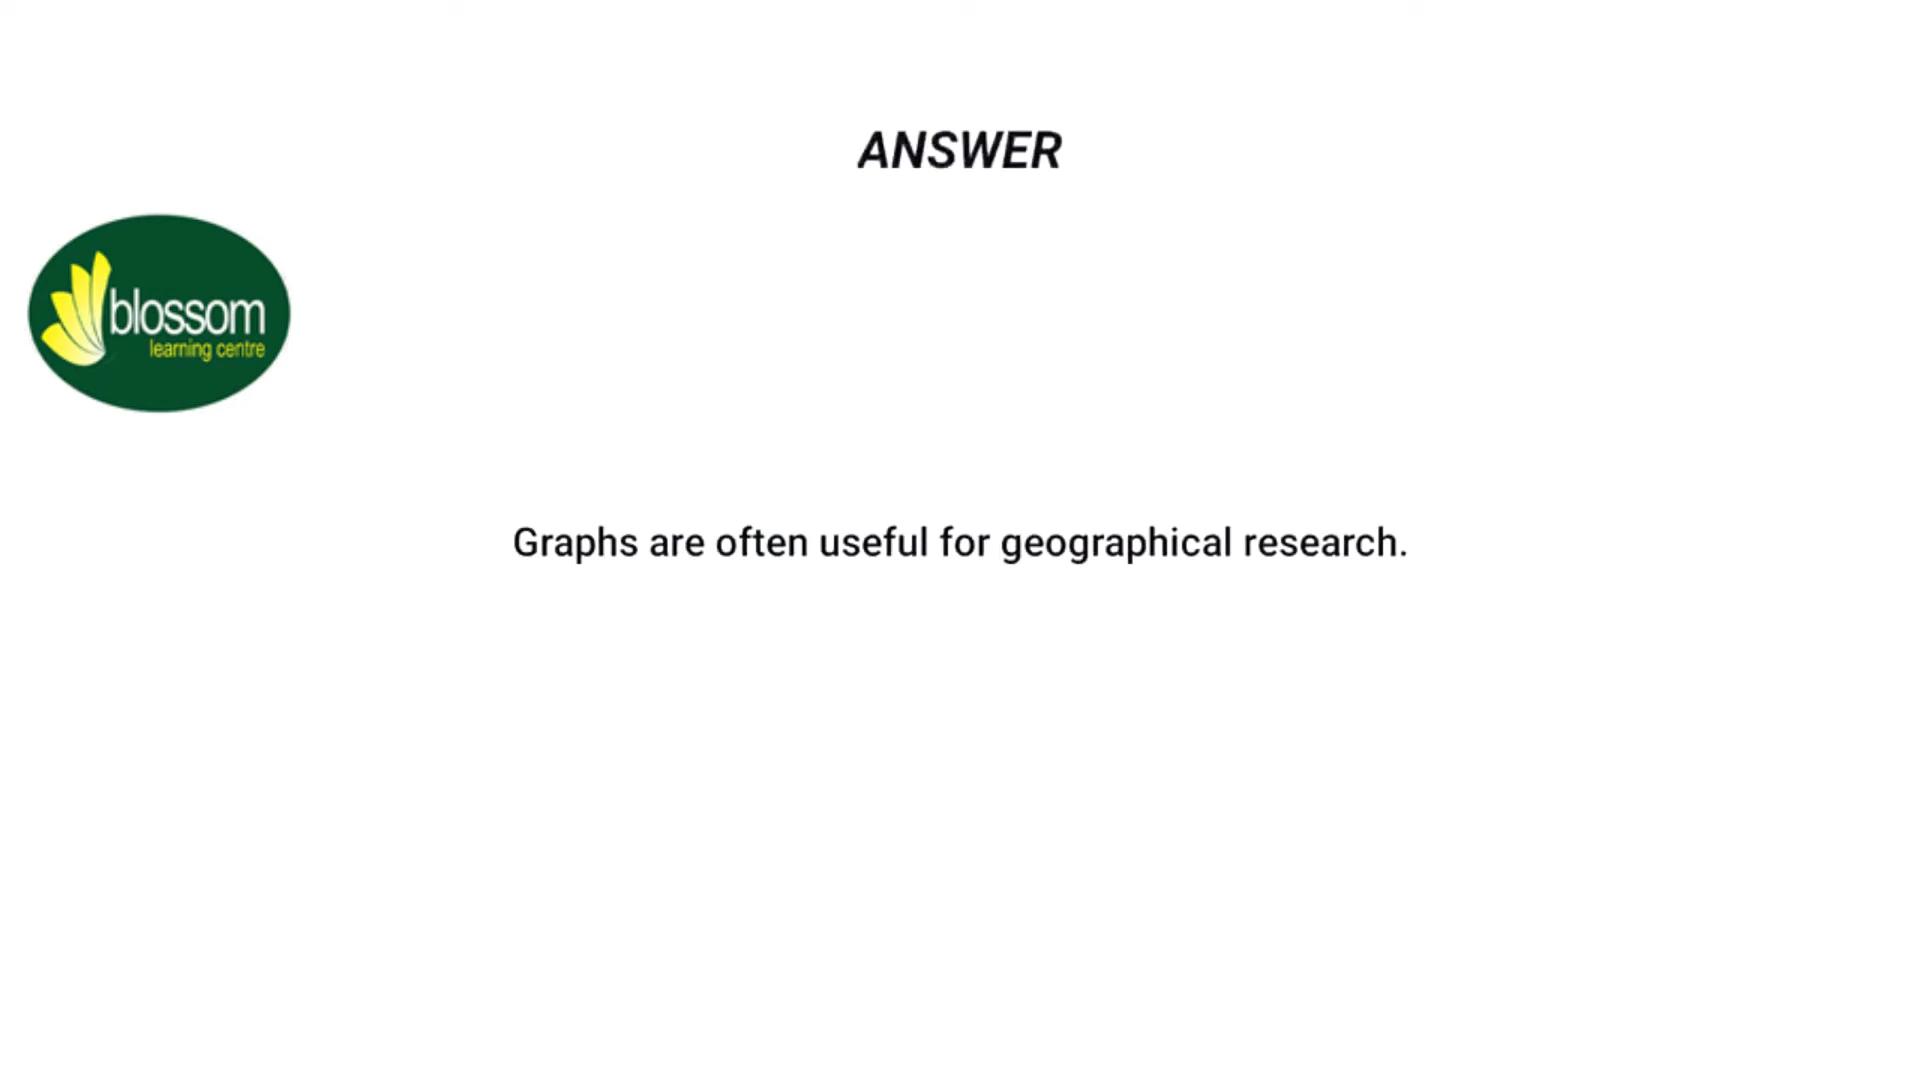 ANSWER
blossom
learning centre
Graphs are often useful for geographical research.